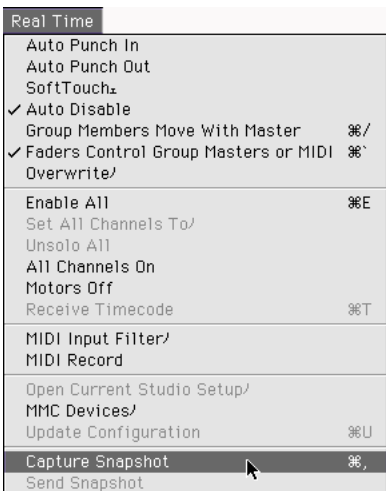 Real Time
Auto Punch In
Auto Punch Out
SoftTouch±
✓ Auto Disable
Group Members Move With Master ⌘/
✓ Faders Control Group Masters or MIDI ⌘`
Overwrite/
Enable All ⌘E
Set All Channels To/
Unsolo All
All Channels On
Motors Off
Receive Timecode ⌘T
MIDI Input Filter/
MIDI Record
Open Current Studio Setup/
MMC Devices/
Update Configuration ⌘U
Capture Snapshot ⌘,
Send Snapshot